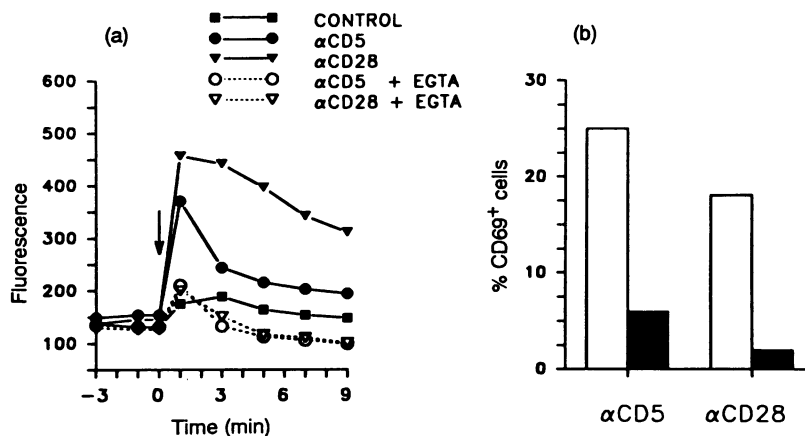 (a)
CONTROL
αCD5
αCD28
αCD5 + EGTA
αCD28 + EGTA
600
500
400
300
200
100
Fluorescence
−3 0 3 6 9
Time (min)
(b)
30
20
10
0
% CD69+ cells
αCD5 αCD28